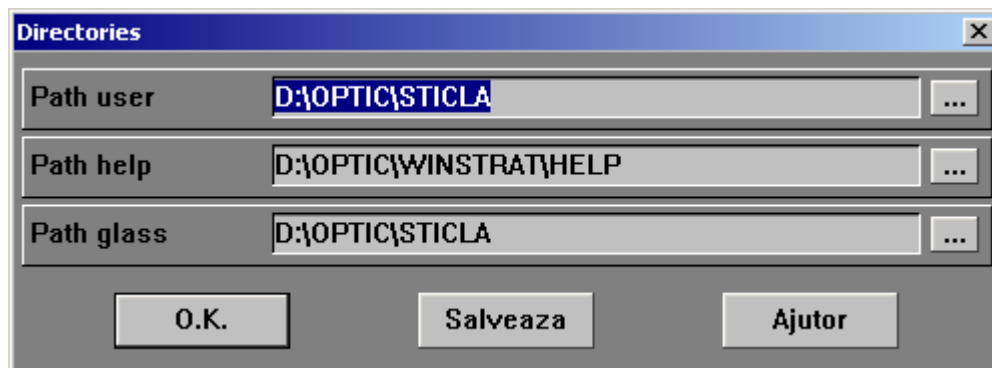 Directories
Path user D:\OPTIC\STICLA ...
Path help D:\OPTIC\WINSTRAT\HELP ...
Path glass D:\OPTIC\STICLA ...
O.K. Salveaza Ajutor